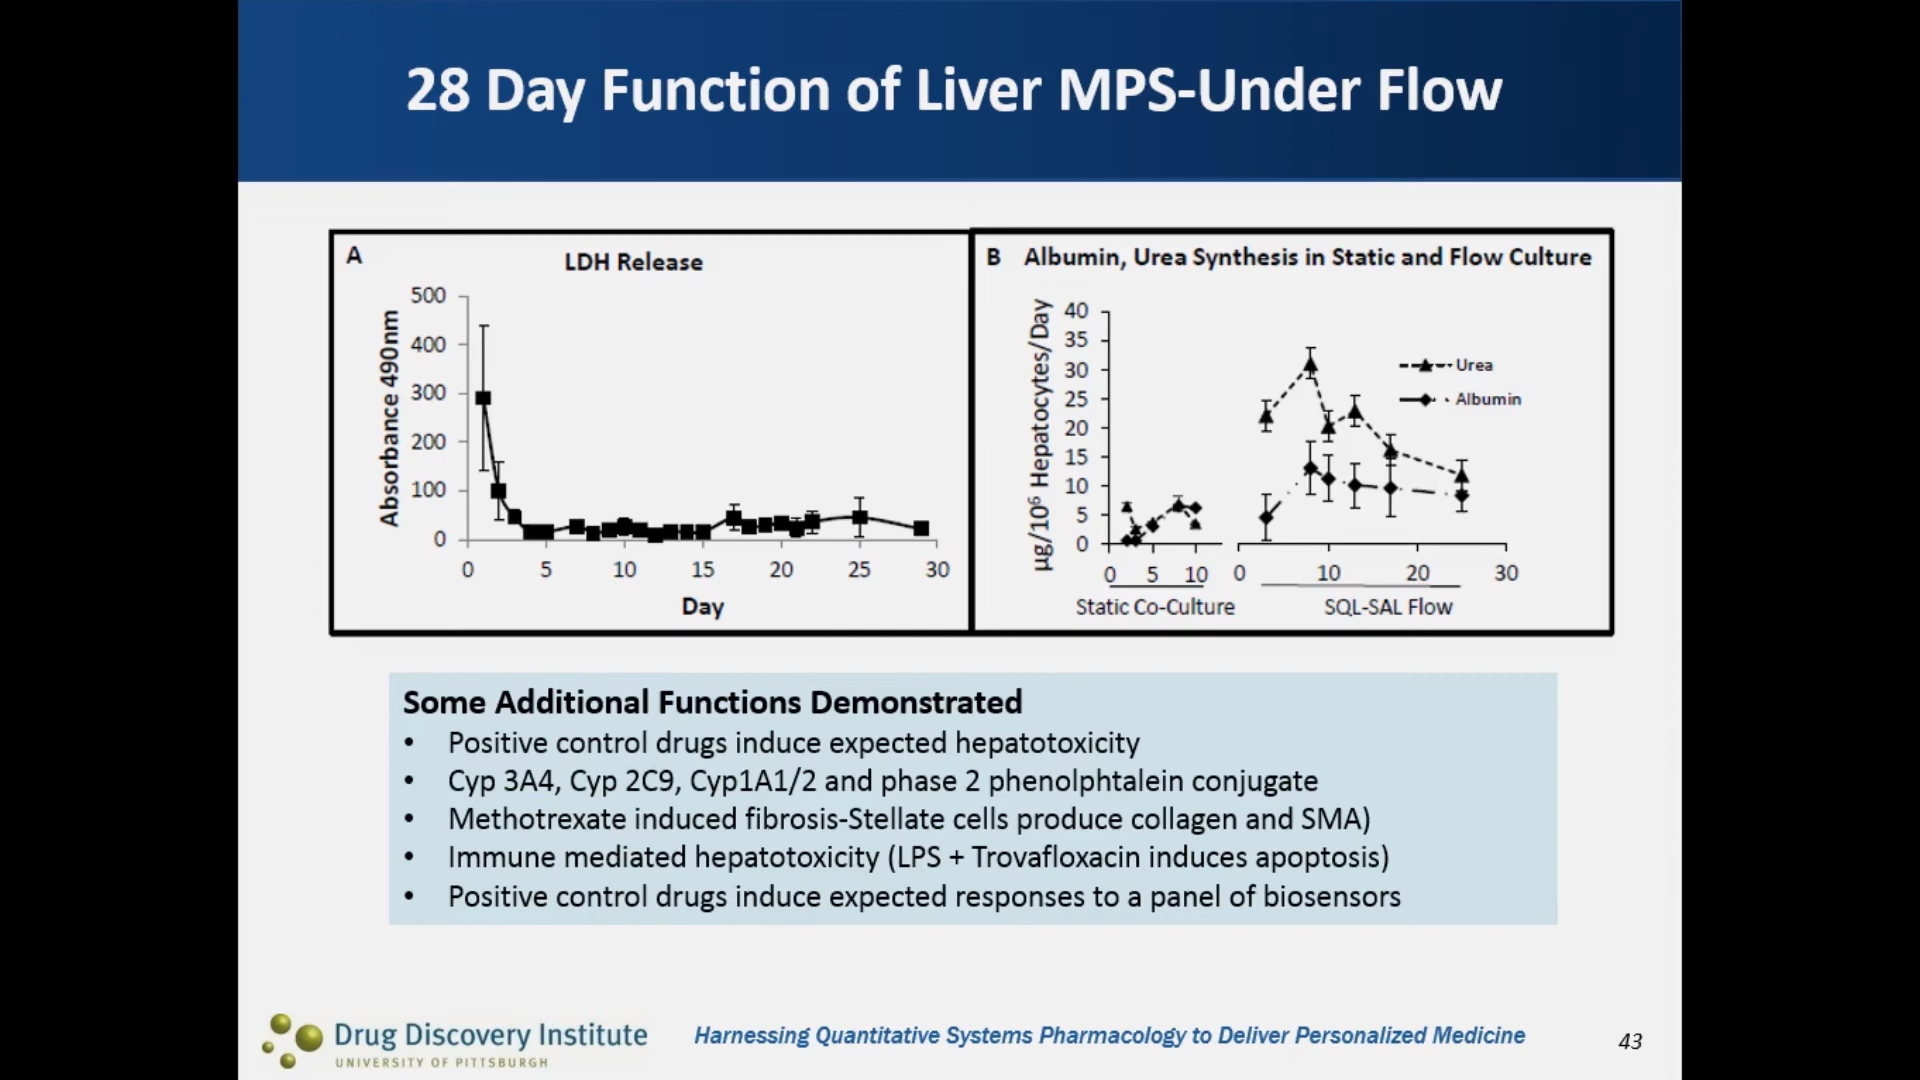 28 Day Function of Liver MPS-Under Flow
A
LDH Release
500
400
300
200
100
0
Absorbance 490nm
0 5 10 15 20 25 30
Day
B Albumin, Urea Synthesis in Static and Flow Culture
40
35
30
25
20
15
10
5
0
µg/10⁶ Hepatocytes/Day
Urea
Albumin
0 5 10 0 10 20 30
Static Co-Culture SQL-SAL Flow
Some Additional Functions Demonstrated
• Positive control drugs induce expected hepatotoxicity
• Cyp 3A4, Cyp 2C9, Cyp1A1/2 and phase 2 phenolphtalein conjugate
• Methotrexate induced fibrosis-Stellate cells produce collagen and SMA)
• Immune mediated hepatotoxicity (LPS + Trovafloxacin induces apoptosis)
• Positive control drugs induce expected responses to a panel of biosensors
Drug Discovery Institute
UNIVERSITY OF PITTSBURGH
Harnessing Quantitative Systems Pharmacology to Deliver Personalized Medicine
43